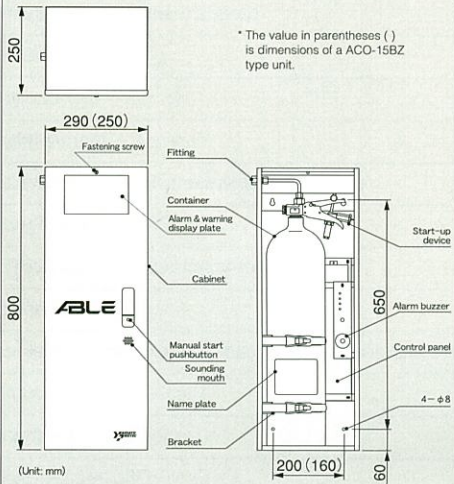 250
* The value in parentheses ( )
is dimensions of a ACO-15BZ
type unit.
290 (250)
Fastening screw
Fitting
Container
Alarm & warning
display plate
Start-up
device
Cabinet
800
650
ABLE
Alarm buzzer
Manual start
pushbutton
Control panel
Sounding
mouth
Name plate
4-φ8
Bracket
200 (160)
60
(Unit: mm)